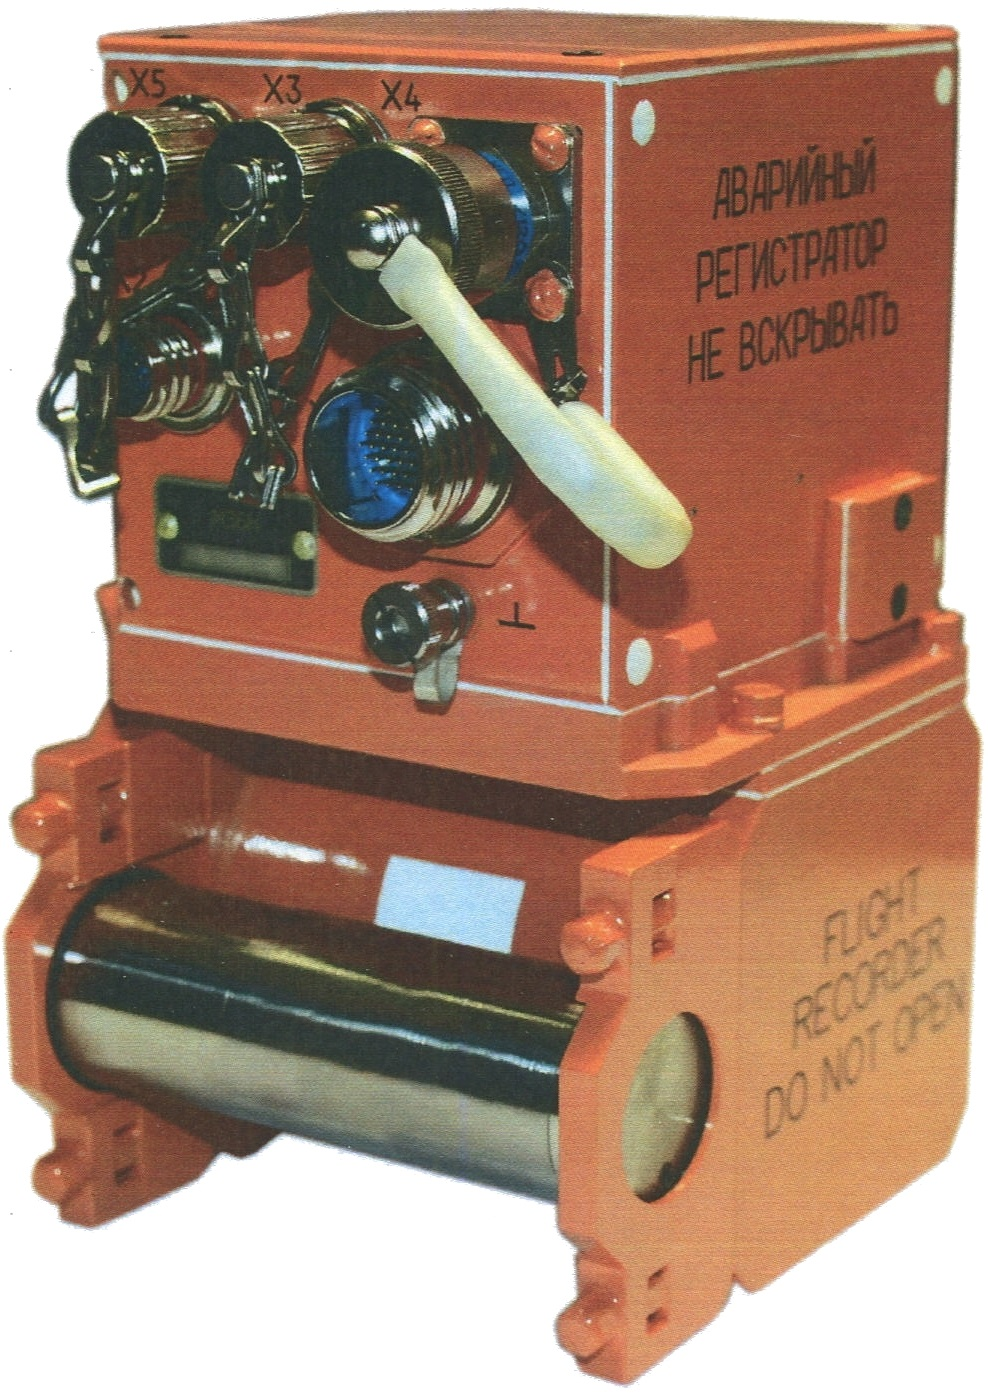 X5
X3
X4
АВАРИЙНЫЙ
РЕГИСТРАТОР
НЕ ВСКРЫВАТЬ
FLIGHT
RECORDER
DO NOT OPEN